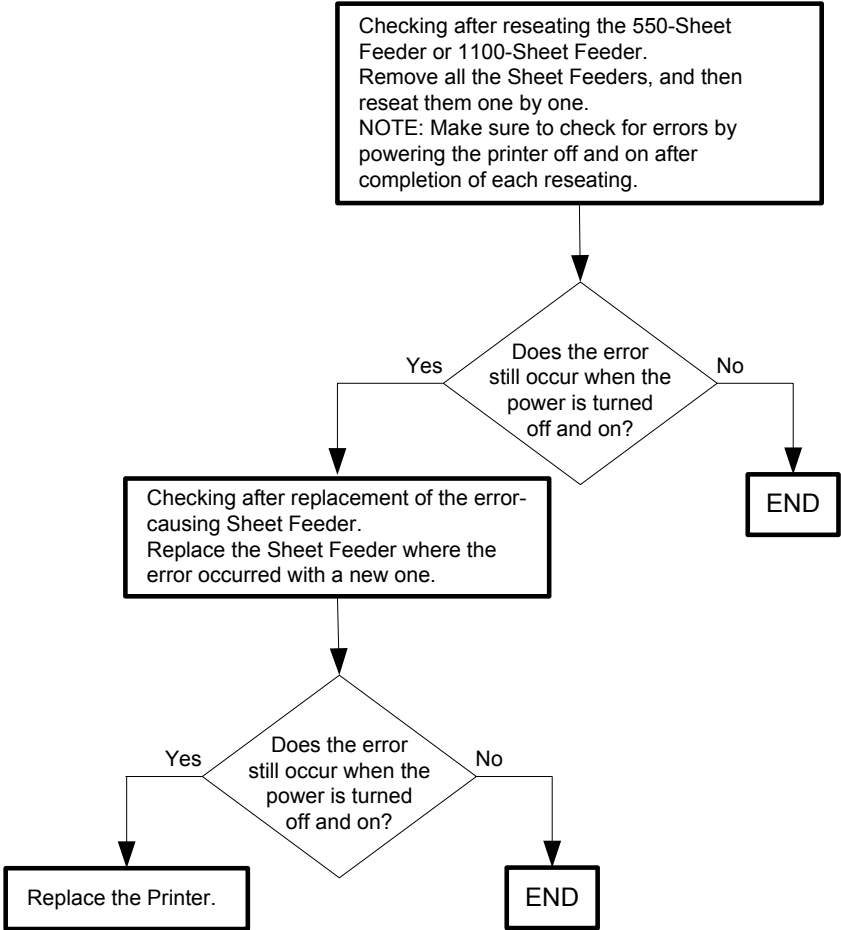 Checking after reseating the 550-Sheet
Feeder or 1100-Sheet Feeder.
Remove all the Sheet Feeders, and then
reseat them one by one.
NOTE: Make sure to check for errors by
powering the printer off and on after
completion of each reseating.
Does the error
still occur when the
power is turned
off and on?
Yes
No
END
Checking after replacement of the error-
causing Sheet Feeder.
Replace the Sheet Feeder where the
error occurred with a new one.
Does the error
still occur when the
power is turned
off and on?
Yes
No
Replace the Printer.
END